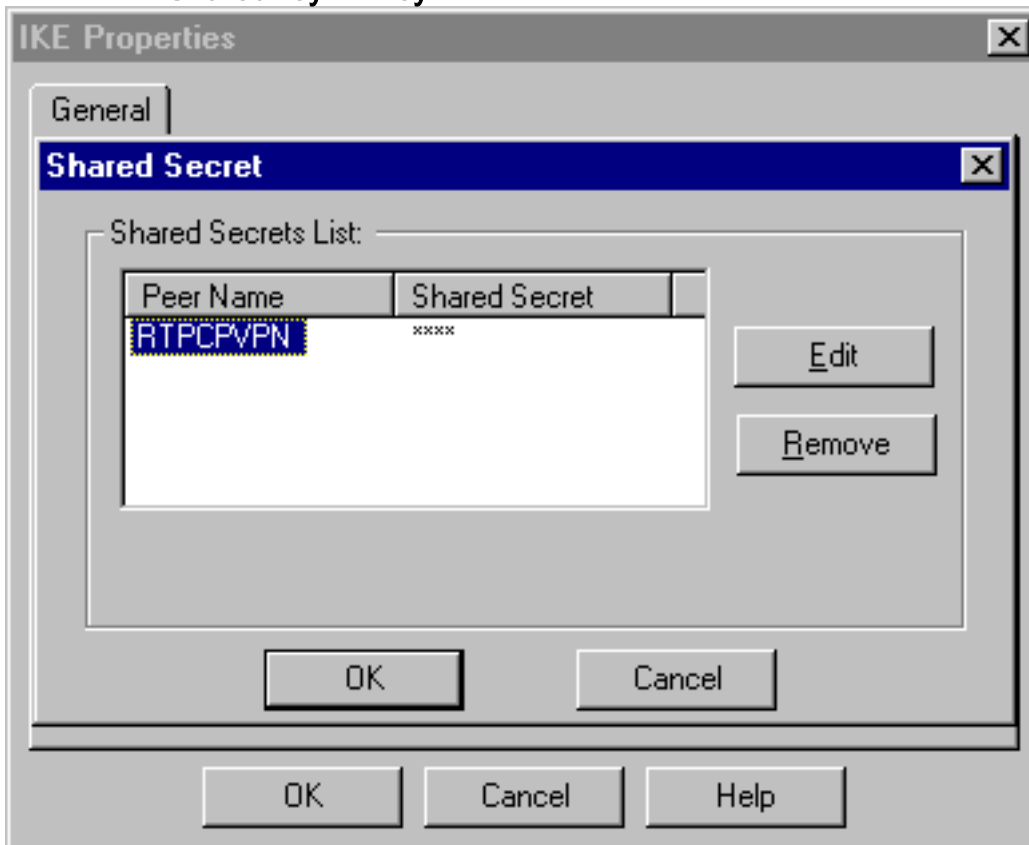 IKE Properties
General
Shared Secret
Shared Secrets List:
Peer Name Shared Secret
RTPCPVPN ****
Edit
Remove
OK Cancel
OK Cancel Help